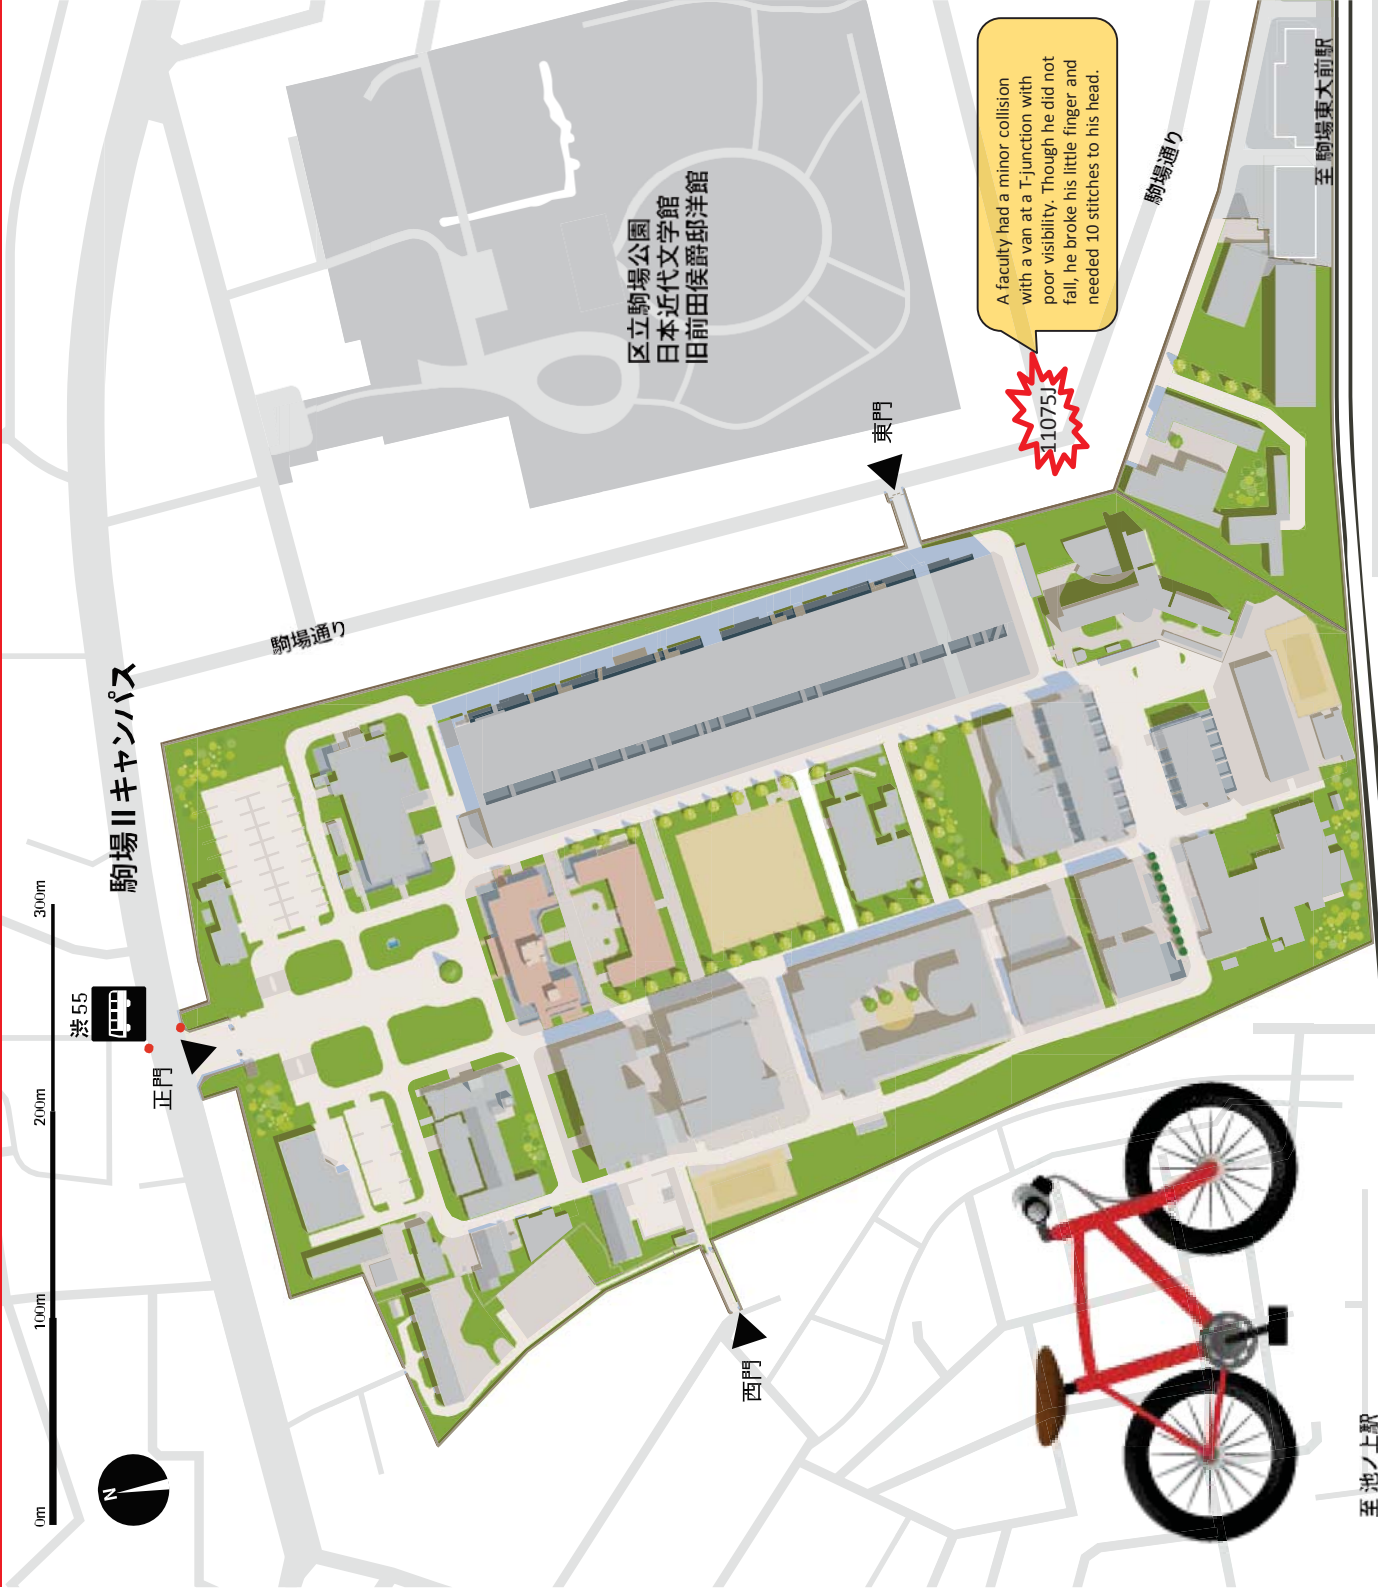 0m
100m
200m
300m
N
渋55
駒場IIキャンパス
正門
駒場通り
西門
東門
区立駒場公園
日本近代文学館
旧前田侯爵邸洋館
11075J
A faculty had a minor collision
with a van at a T-junction with
poor visibility. Though he did not
fall, he broke his little finger and
needed 10 stitches to his head.
駒場通り
至 駒場東大前駅
至 池ノ上駅